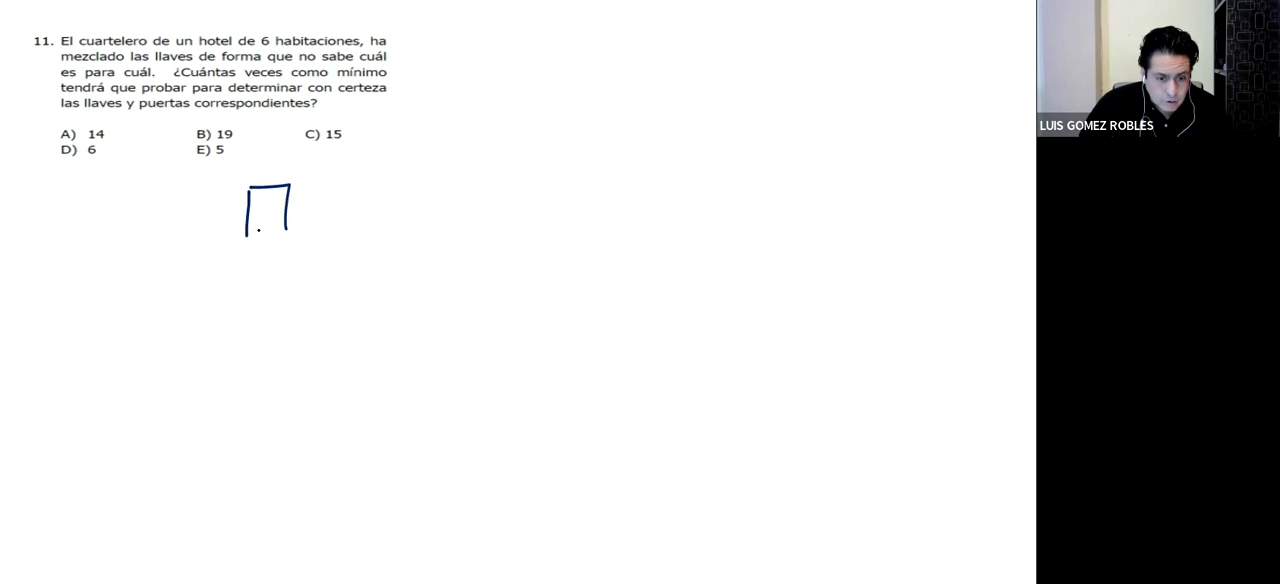 11. El cuartelero de un hotel de 6 habitaciones, ha
mezclado las llaves de forma que no sabe cuál
es para cuál. ¿Cuántas veces como mínimo
tendrá que probar para determinar con certeza
las llaves y puertas correspondientes?
A) 14 B) 19 C) 15
D) 6 E) 5
LUIS GOMEZ ROBLES